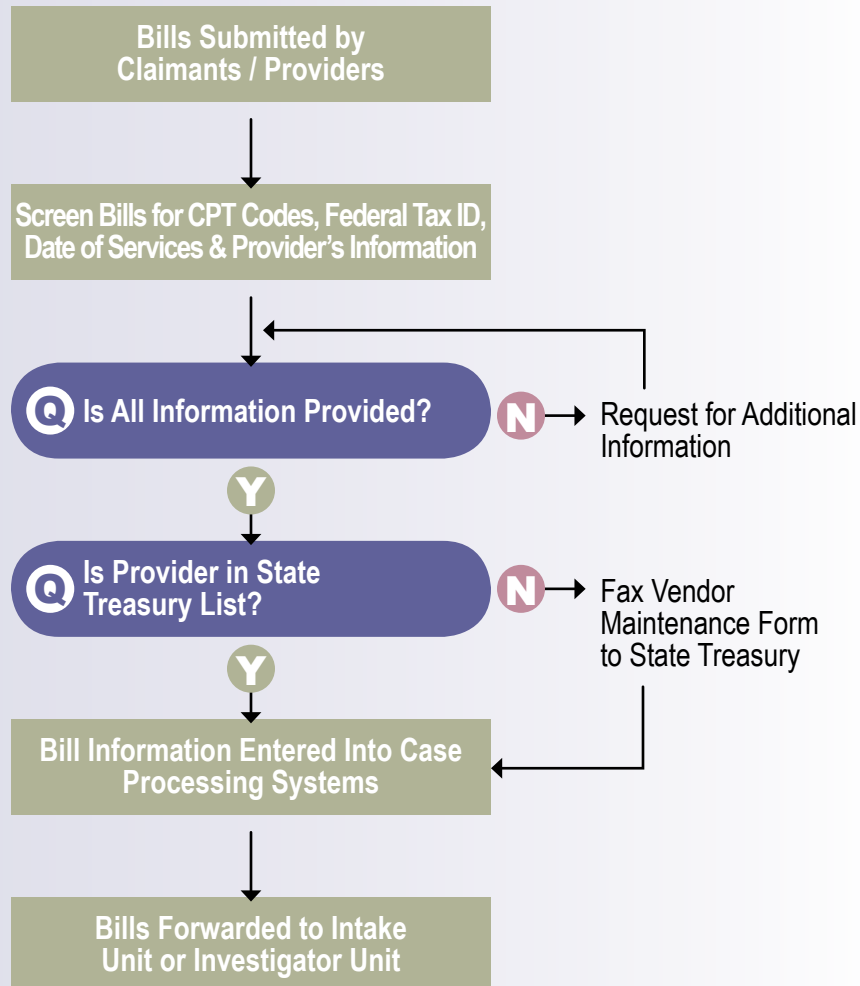 Bills Submitted by
Claimants / Providers
Screen Bills for CPT Codes, Federal Tax ID,
Date of Services & Provider's Information
Q Is All Information Provided?
N
Request for Additional
Information
Y
Q Is Provider in State
Treasury List?
N
Fax Vendor
Maintenance Form
to State Treasury
Y
Bill Information Entered Into Case
Processing Systems
Bills Forwarded to Intake
Unit or Investigator Unit